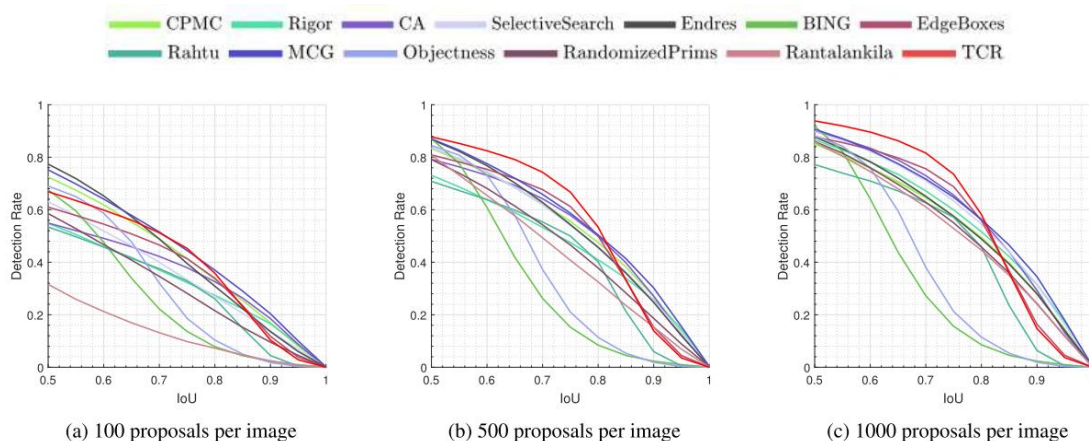 CPMC Rigor CA SelectiveSearch Endres BING EdgeBoxes
Rahtu MCG Objectness RandomizedPrims Rantalankila TCR
1
0.8
0.6
0.4
0.2
0
Detection Rate
0.5 0.6 0.7 0.8 0.9 1
IoU
(a) 100 proposals per image
1
0.8
0.6
0.4
0.2
0
Detection Rate
0.5 0.6 0.7 0.8 0.9 1
IoU
(b) 500 proposals per image
1
0.8
0.6
0.4
0.2
0
Detection Rate
0.5 0.6 0.7 0.8 0.9
IoU
(c) 1000 proposals per image